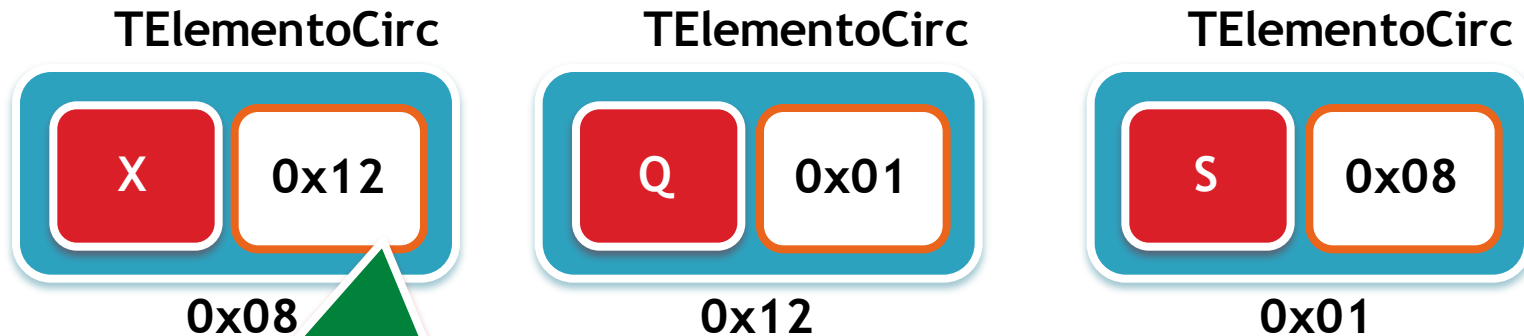 TElementoCirc TElementoCirc TElementoCirc
X 0x12 Q 0x01 S 0x08
0x08 0x12 0x01